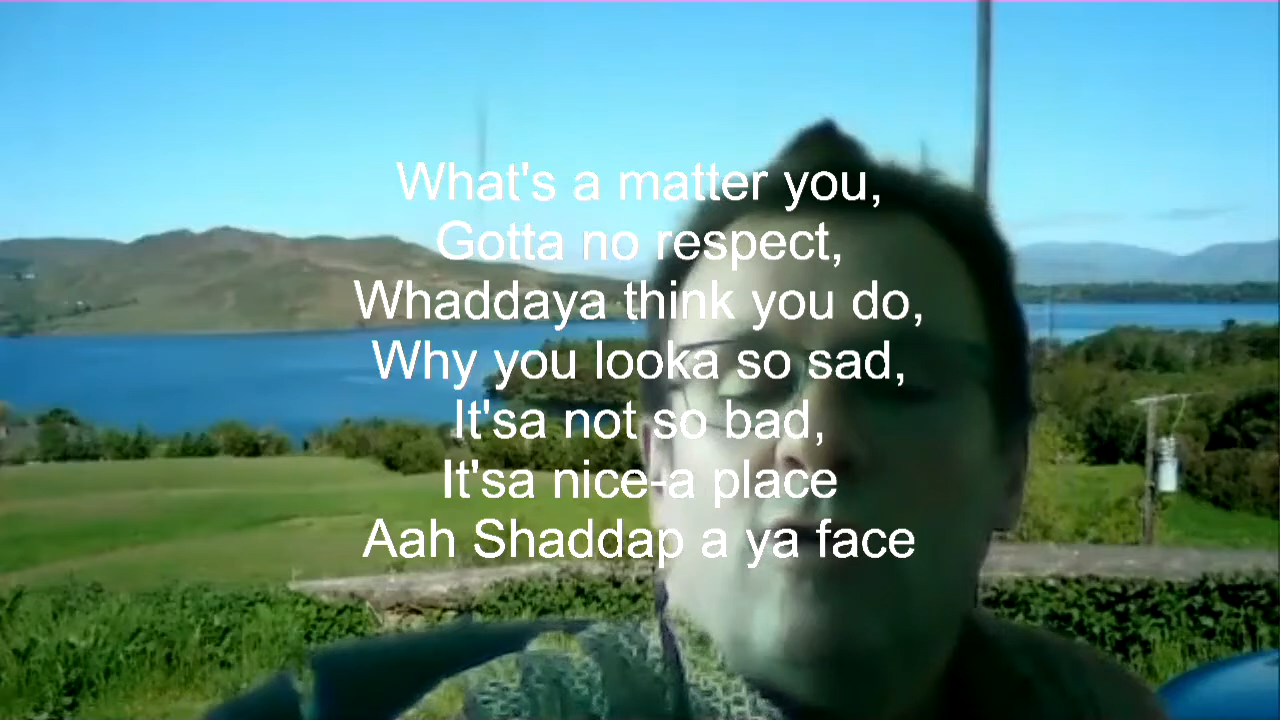 What's a matter you,
Gotta no respect,
Whaddaya think you do,
Why you looka so sad,
It'sa not so bad,
It'sa nice-a place
Aah Shaddap a ya face